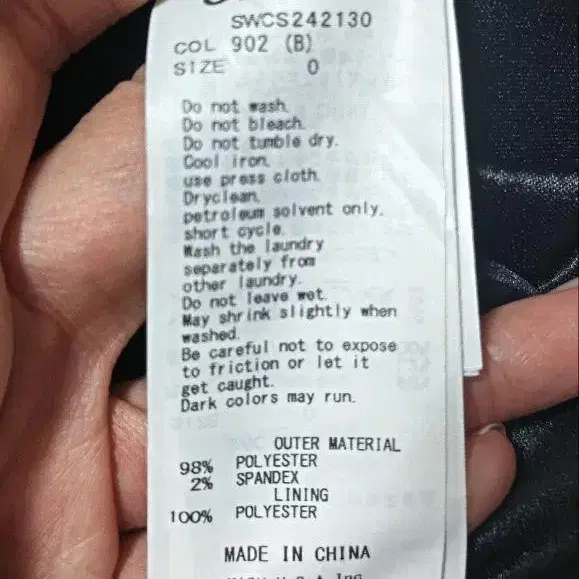 SWCS242130
COL 902 (B)
SIZE 0
Do not wash.
Do not bleach.
Do not tumble dry.
Cool iron.
use press cloth.
Dryclean.
petroleum solvent only.
short cycle.
Wash the laundry
separately from
other laundry.
Do not leave wet.
May shrink slightly when
washed.
Be careful not to expose
to friction or let it
get caught.
Dark colors may run.
OUTER MATERIAL
98% POLYESTER
2% SPANDEX
LINING
100% POLYESTER
MADE IN CHINA